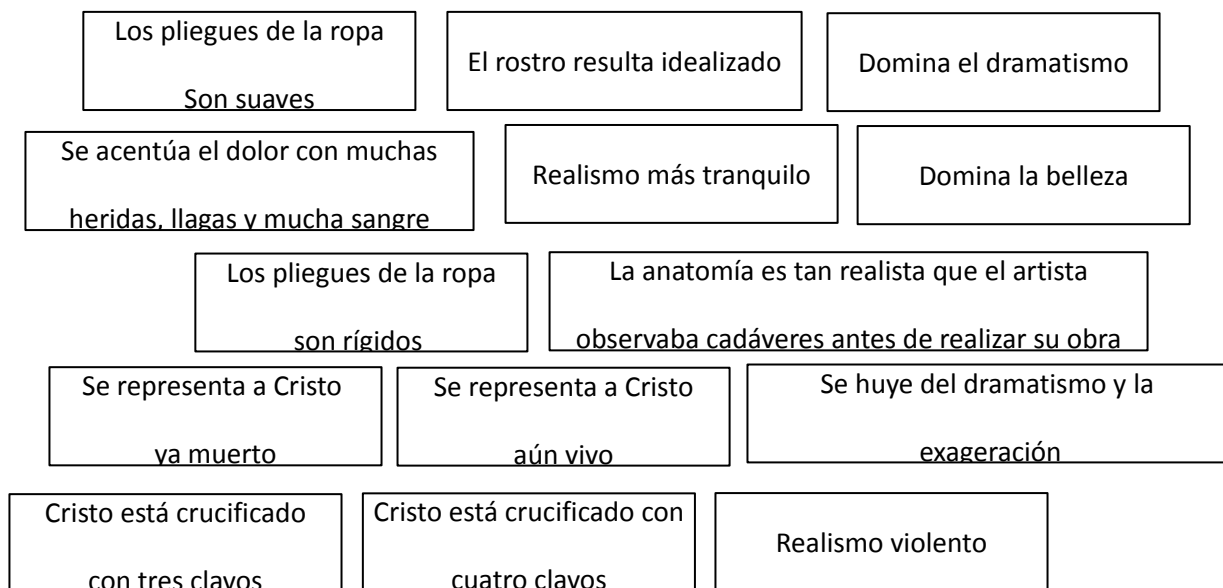 Los pliegues de la ropa
Son suaves
El rostro resulta idealizado
Domina el dramatismo
Se acentúa el dolor con muchas
heridas, llagas y mucha sangre
Realismo más tranquilo
Domina la belleza
Los pliegues de la ropa
son rígidos
La anatomía es tan realista que el artista
observaba cadáveres antes de realizar su obra
Se representa a Cristo
ya muerto
Se representa a Cristo
aún vivo
Se huye del dramatismo y la
exageración
Cristo está crucificado
con tres clavos
Cristo está crucificado con
cuatro clavos
Realismo violento